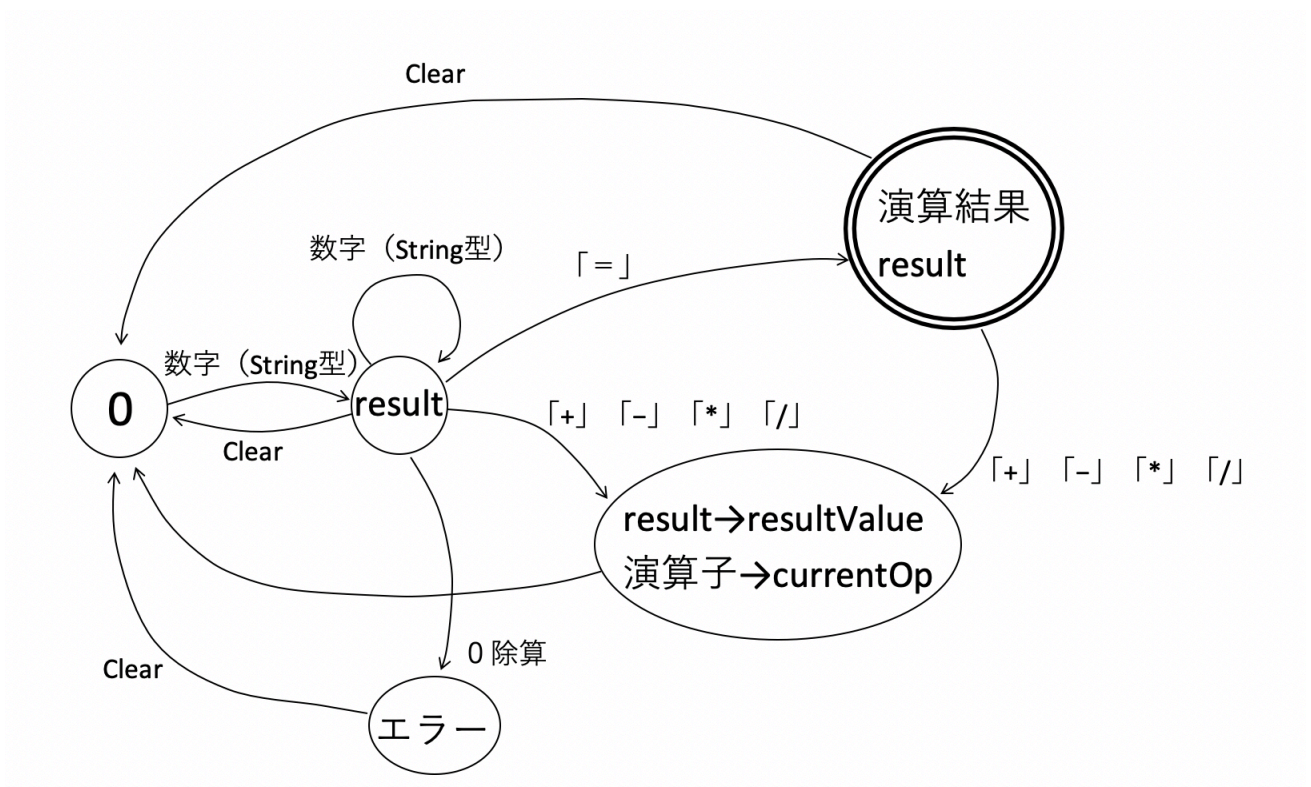 Clear
演算結果
result
数字（String型）
「＝」
数字（String型）
0
result
Clear
「+」「−」「*」「/」
「+」「−」「*」「/」
result→resultValue
演算子→currentOp
Clear
0 除算
エラー